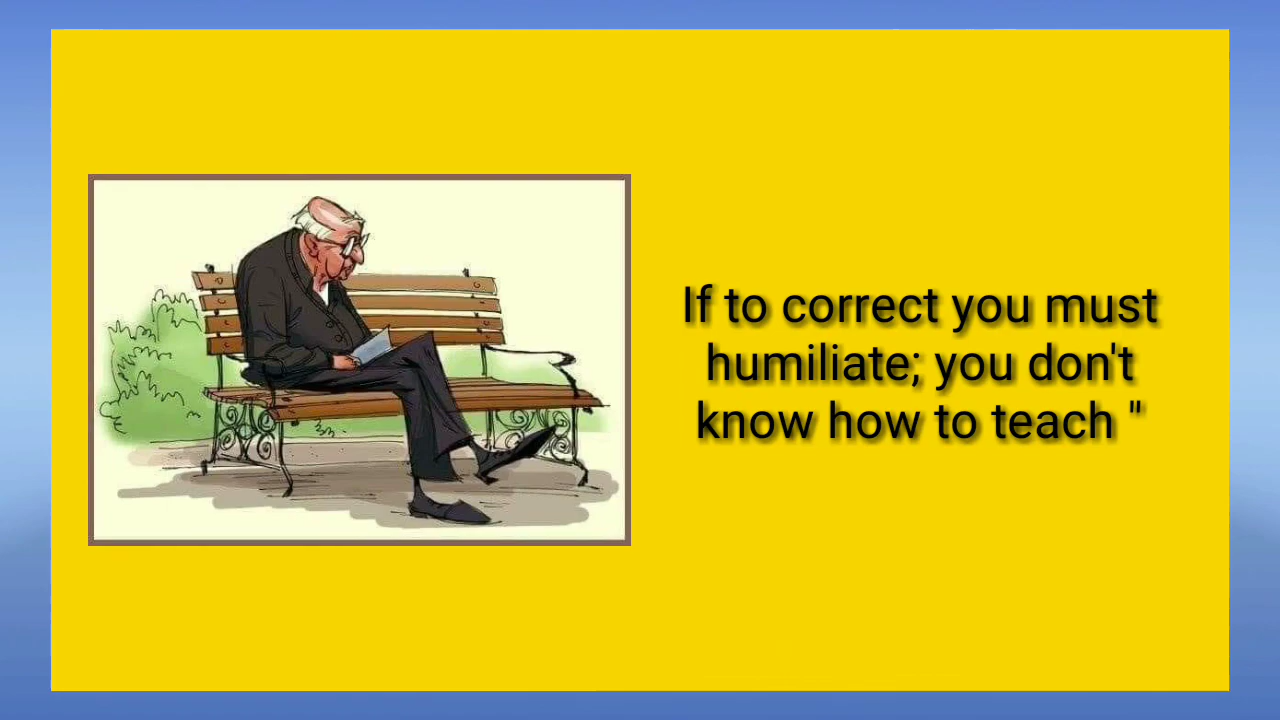 If to correct you must
humiliate; you don't
know how to teach "